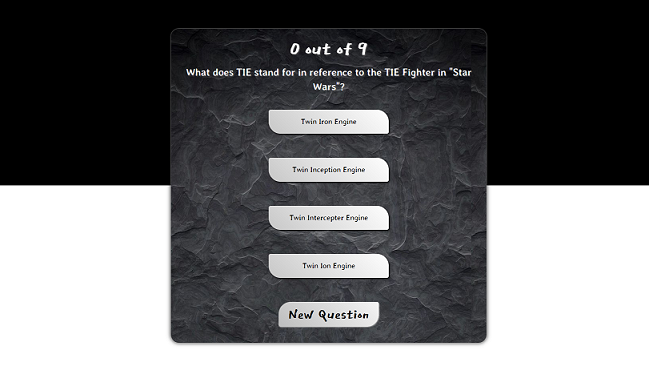 0 out of 9
What does TIE stand for in reference to the TIE Fighter in "Star
Wars"?
Twin Iron Engine
Twin Inception Engine
Twin Intercepter Engine
Twin Ion Engine
New Question